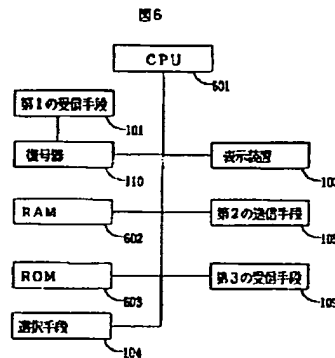 図6
CPU
601
第1の受信手段
101
復号器
110
表示装置
RAM
602
第2の送信手段
ROM
603
第3の受信手段
選択手段
104